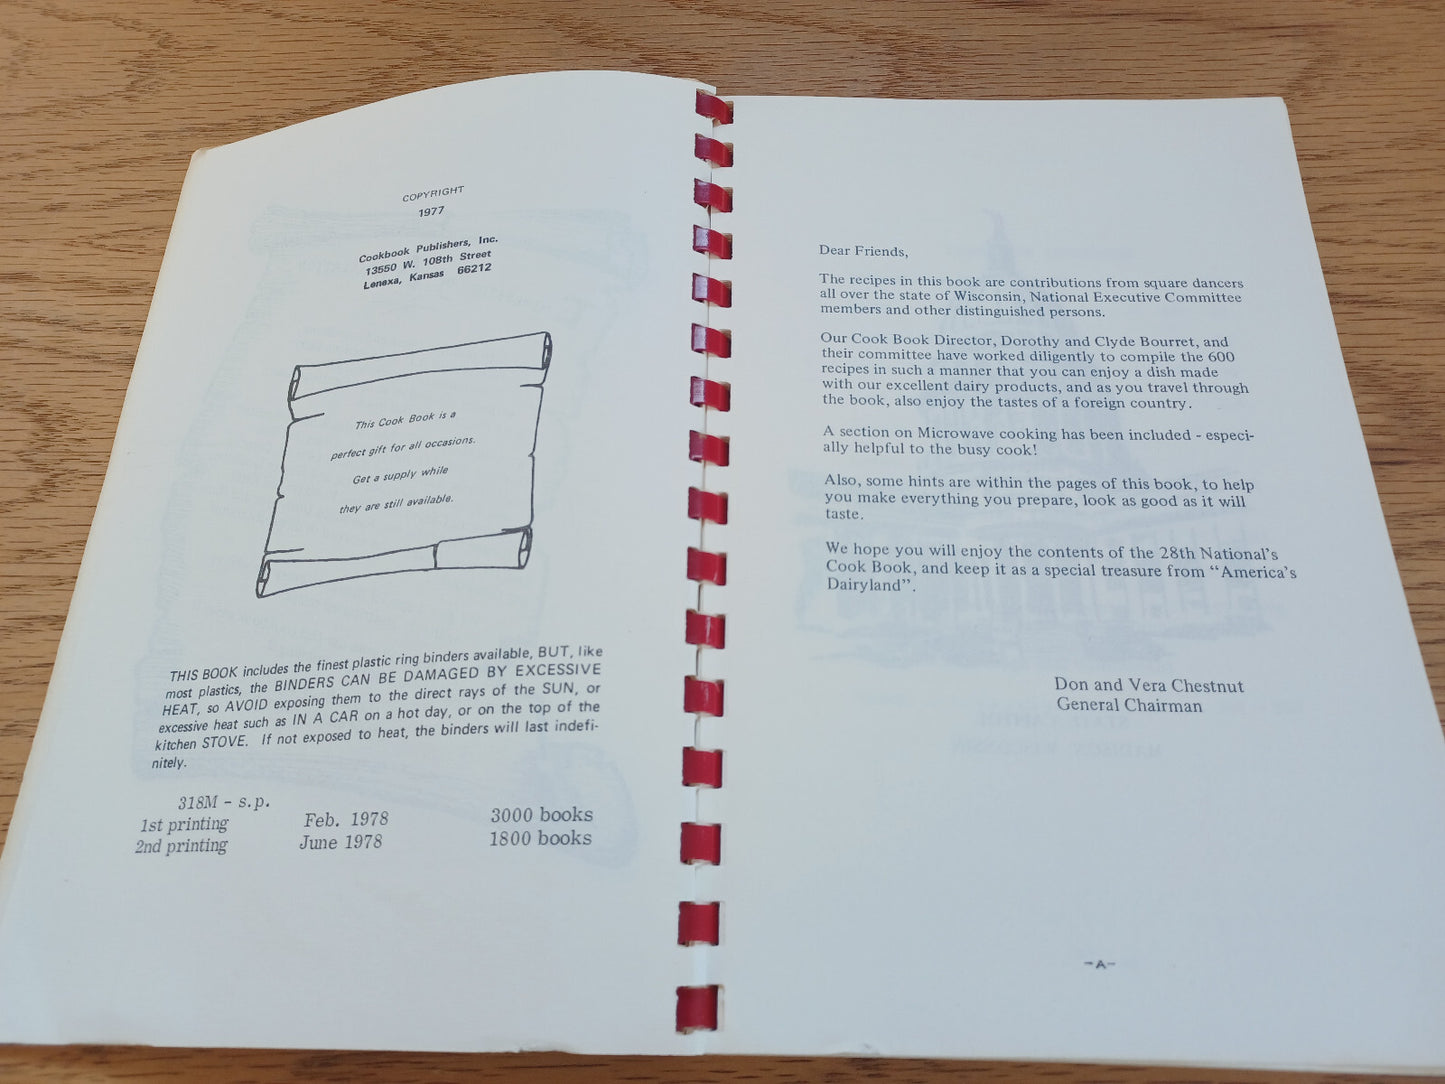 COPYRIGHT
1977
Cookbook Publishers, Inc.
13550 W. 108th Street
Lenexa, Kansas 66212
This Cook Book is a
perfect gift for all occasions.
Get a supply while
they are still available.
THIS BOOK includes the finest plastic ring binders available, BUT, like
most plastics, the BINDERS CAN BE DAMAGED BY EXCESSIVE
HEAT, so AVOID exposing them to the direct rays of the SUN, or
excessive heat such as IN A CAR on a hot day, or on the top of the
kitchen STOVE. If not exposed to heat, the binders will last indefi-
nitely.
318M - s.p.
1st printing Feb. 1978 3000 books
2nd printing June 1978 1800 books
Dear Friends,
The recipes in this book are contributions from square dancers
all over the state of Wisconsin, National Executive Committee
members and other distinguished persons.
Our Cook Book Director, Dorothy and Clyde Bourret, and
their committee have worked diligently to compile the 600
recipes in such a manner that you can enjoy a dish made
with our excellent dairy products, and as you travel through
the book, also enjoy the tastes of a foreign country.
A section on Microwave cooking has been included - especi-
ally helpful to the busy cook!
Also, some hints are within the pages of this book, to help
you make everything you prepare, look as good as it will
taste.
We hope you will enjoy the contents of the 28th National's
Cook Book, and keep it as a special treasure from "America's
Dairyland".
Don and Vera Chestnut
General Chairman
-A-